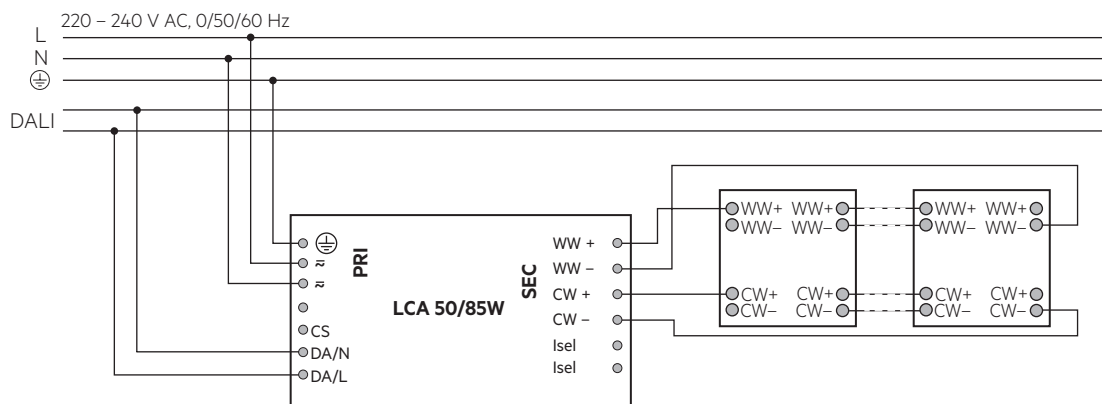 220 – 240 V AC, 0/50/60 Hz
L
N
DALI
PRI
CS
DA/N
DA/L
LCA 50/85W
SEC
WW +
WW –
CW +
CW –
Isel
Isel
WW+ WW+
WW– WW–
CW+ CW+
CW– CW–
WW+ WW+
WW– WW–
CW+ CW+
CW– CW–